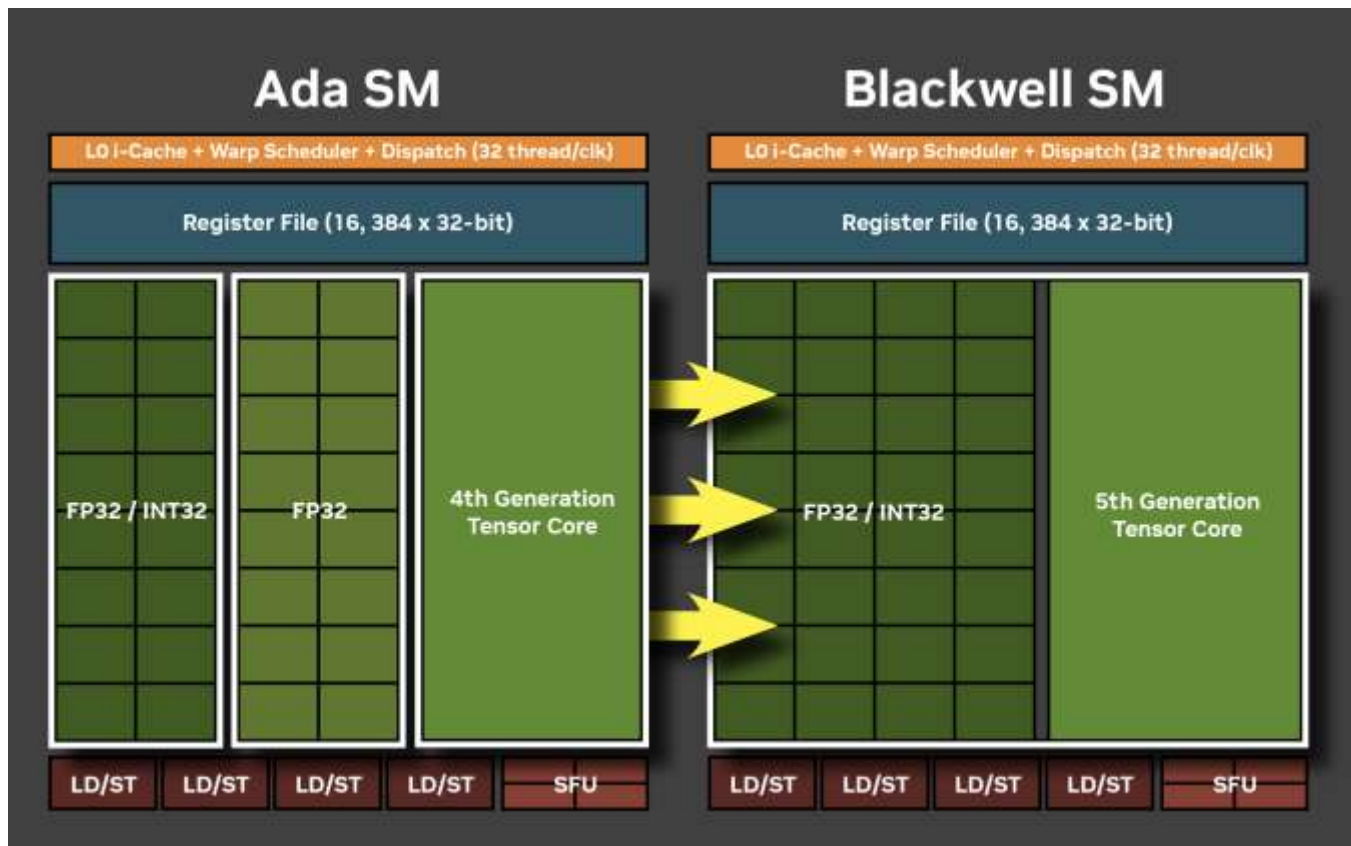 Ada SM
L0 i-Cache + Warp Scheduler + Dispatch (32 thread/clk)
Register File (16, 384 x 32-bit)
FP32 / INT32
FP32
4th Generation
Tensor Core
LD/ST
LD/ST
LD/ST
LD/ST
SFU
Blackwell SM
L0 i-Cache + Warp Scheduler + Dispatch (32 thread/clk)
Register File (16, 384 x 32-bit)
FP32 / INT32
5th Generation
Tensor Core
LD/ST
LD/ST
LD/ST
LD/ST
SFU